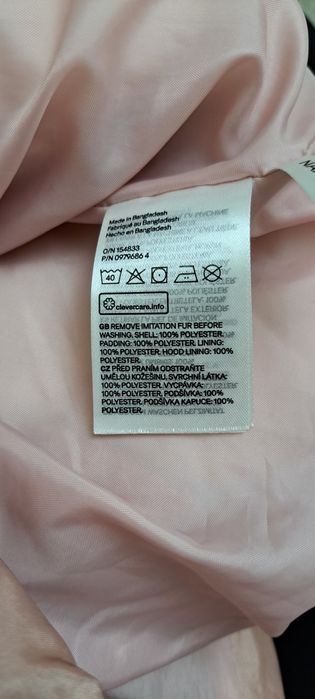 Made in Bangladesh
Fabriqué au Bangladesh
Hecho en Bangladesh
O/N 154833
P/N 0979686 4
40
clevercare.info
GB REMOVE IMITATION FUR BEFORE
WASHING, SHELL: 100% POLYESTER.
PADDING: 100% POLYESTER. LINING:
100% POLYESTER. HOOD LINING: 100%
POLYESTER.
CZ PŘED PRANÍM ODSTRAŇTE
UMĚLOU KOŽEŠINU, SVRCHNÍ LÁTKA:
100% POLYESTER. VYCPÁVKA:
100% POLYESTER. PODŠÍVKA: 100%
POLYESTER. PODŠÍVKA KAPUCE: 100%
POLYESTER.